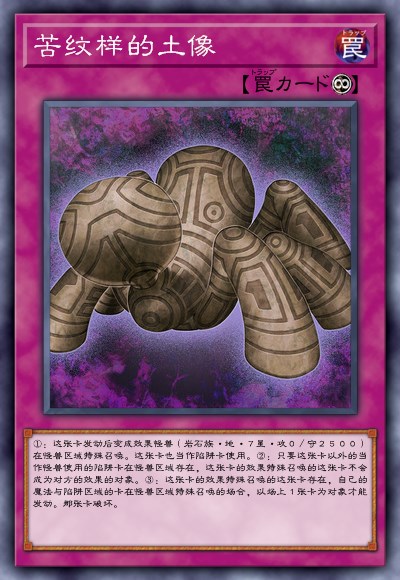 苦纹样的土像
罠
トラップ
【罠カード】
トラップ
①：这张卡发动后变成效果怪兽（岩石族·地·7星·攻0／守2500）
在怪兽区域特殊召唤。这张卡也当作陷阱卡使用。②：只要这张卡以外的当
作怪兽使用的陷阱卡在怪兽区域存在，这张卡的效果特殊召唤的这张卡不会
成为对方的效果的对象。③：这张卡的效果特殊召唤的这张卡存在，自己的
魔法与陷阱区域的卡在怪兽区域特殊召唤的场合，以场上1张卡为对象才能
发动。那张卡破坏。